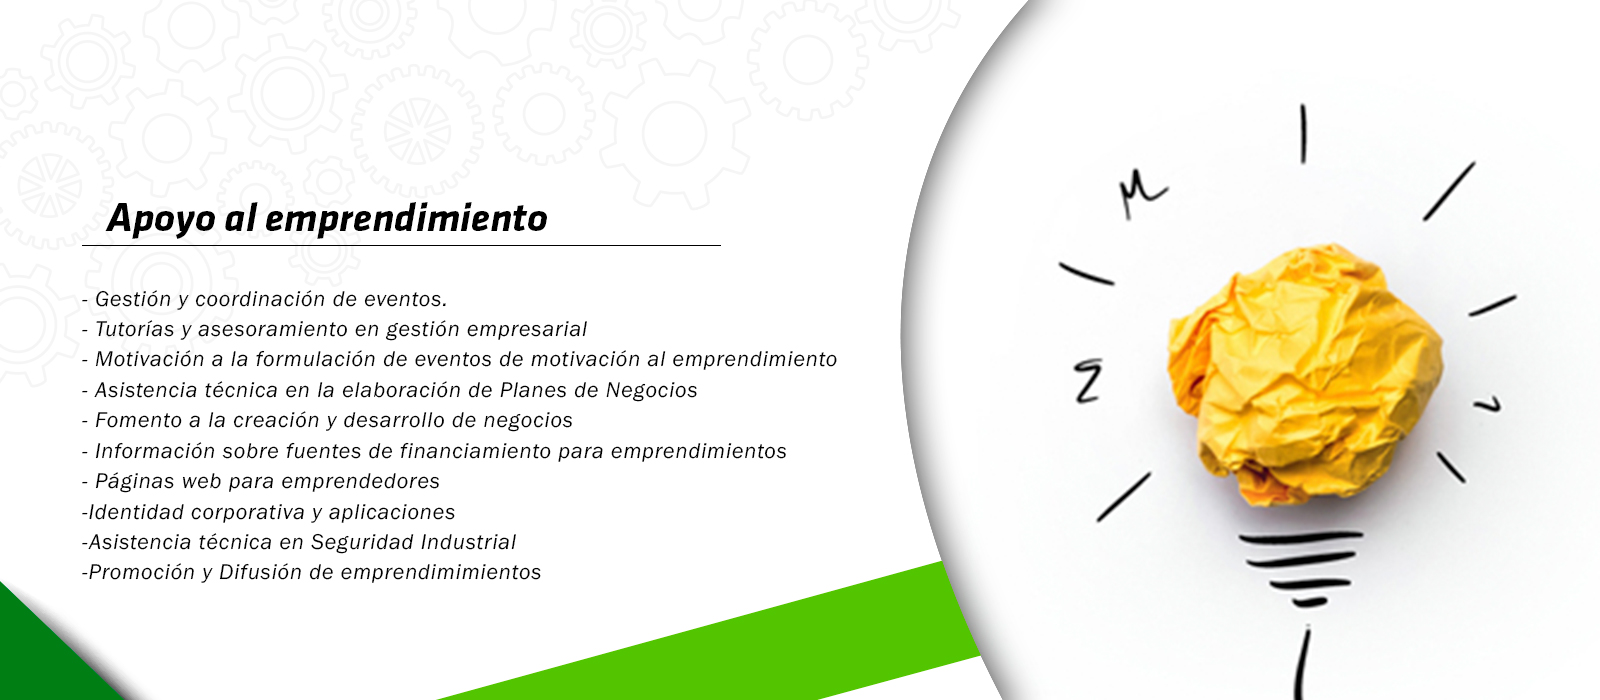 Apoyo al emprendimiento
- Gestión y coordinación de eventos.
- Tutorías y asesoramiento en gestión empresarial
- Motivación a la formulación de eventos de motivación al emprendimiento
- Asistencia técnica en la elaboración de Planes de Negocios
- Fomento a la creación y desarrollo de negocios
- Información sobre fuentes de financiamiento para emprendimientos
- Páginas web para emprendedores
-Identidad corporativa y aplicaciones
-Asistencia técnica en Seguridad Industrial
-Promoción y Difusión de emprendimimientos